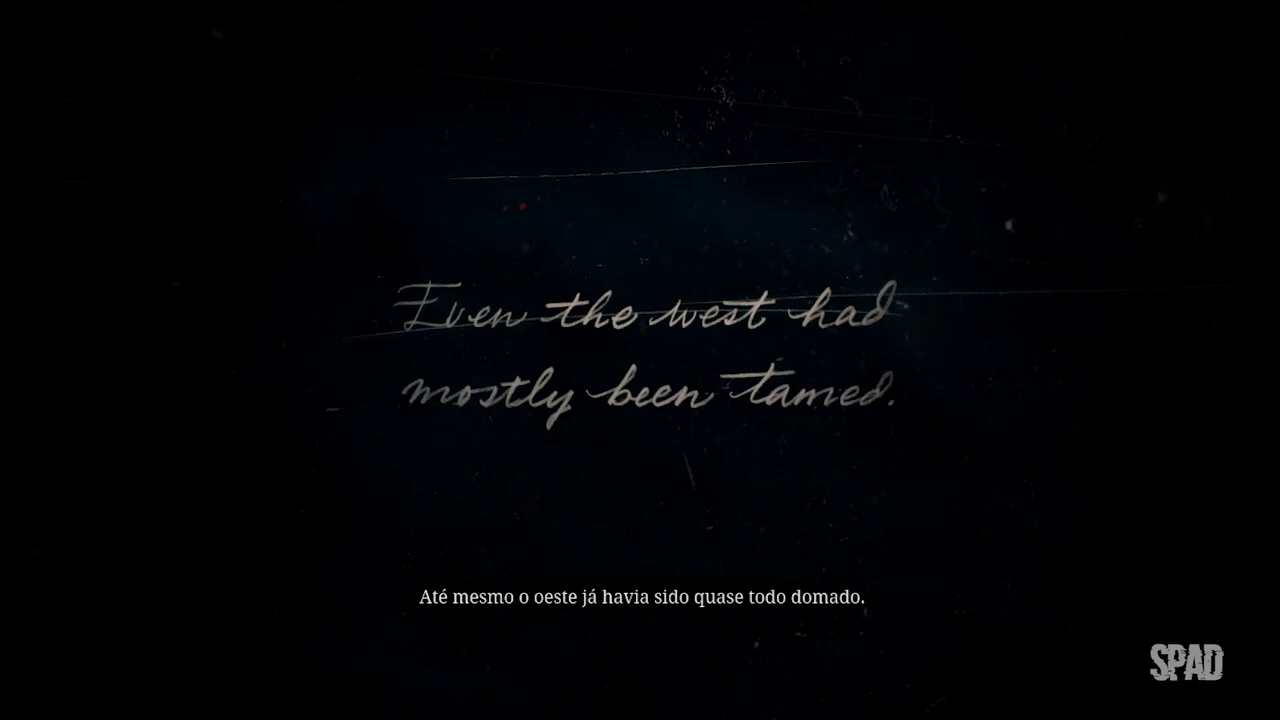 Even the west had
mostly been tamed.
Até mesmo o oeste já havia sido quase todo domado.
SPAD